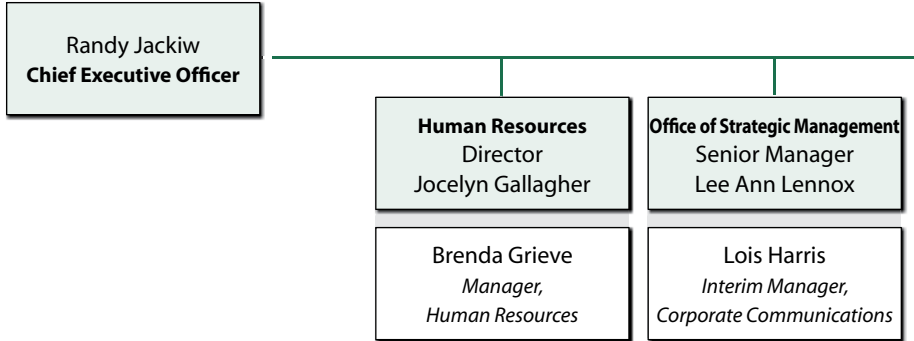 Randy Jackiw
Chief Executive Officer
Human Resources
Director
Jocelyn Gallagher
Office of Strategic Management
Senior Manager
Lee Ann Lennox
Brenda Grieve
Manager,
Human Resources
Lois Harris
Interim Manager,
Corporate Communications